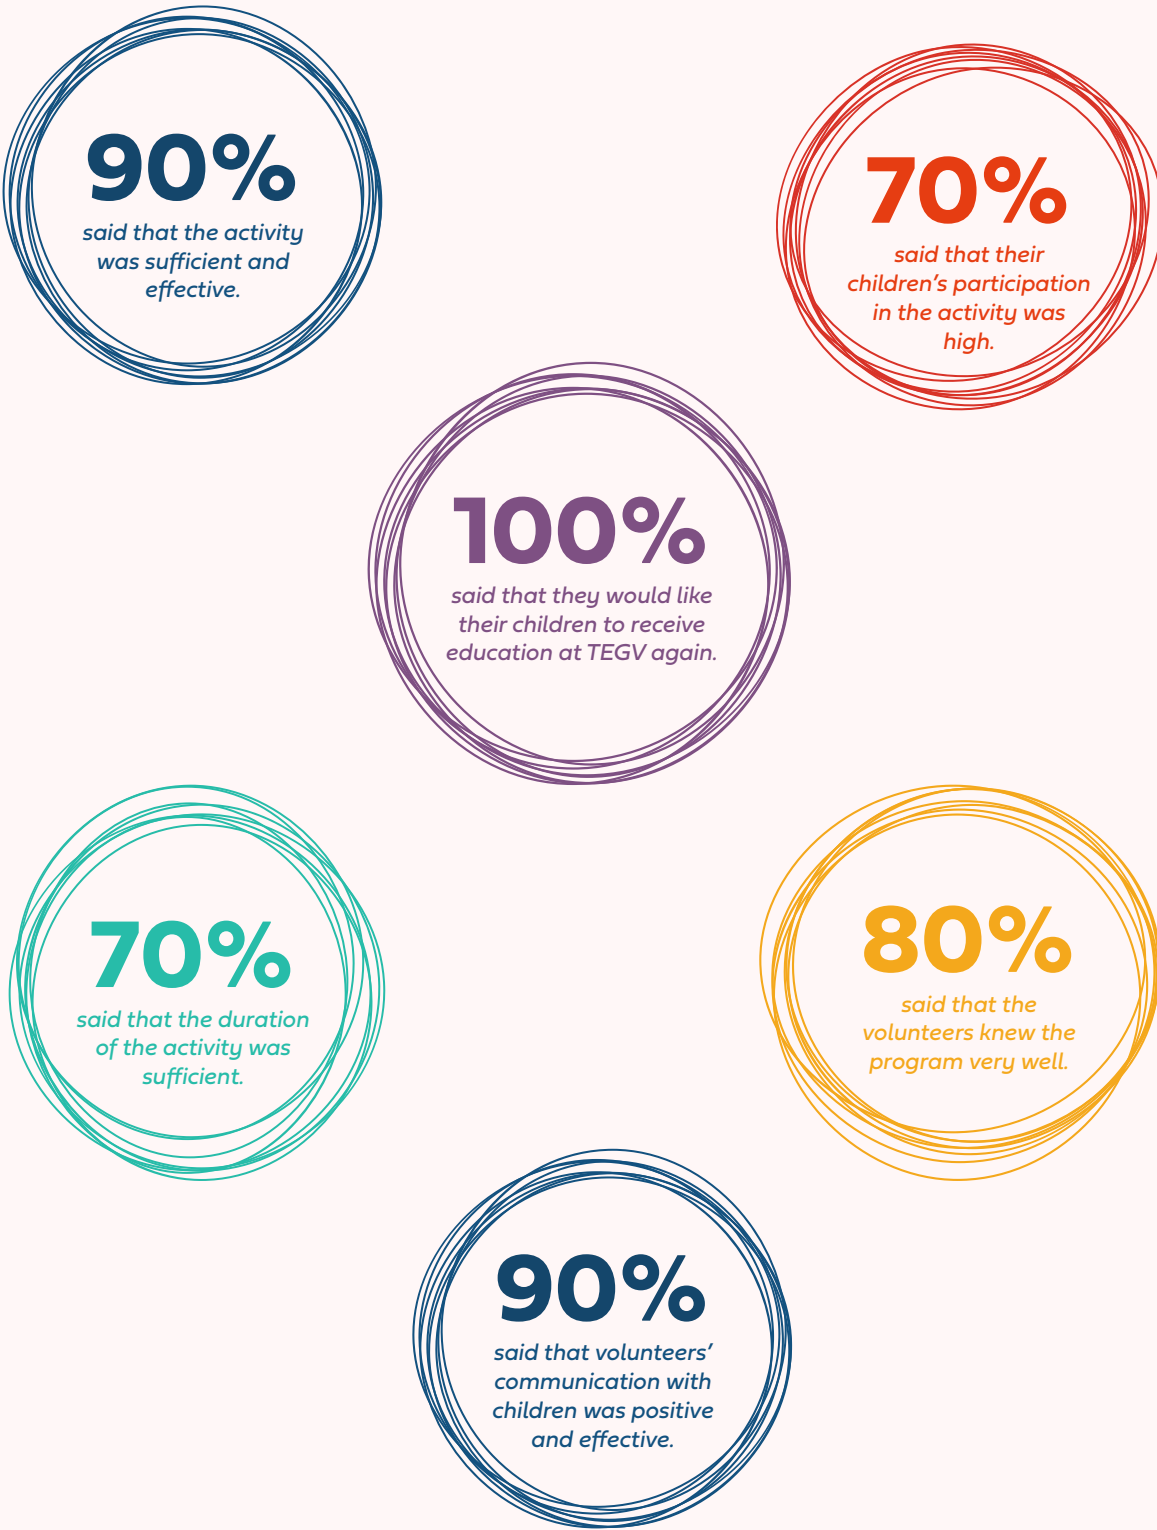 90%
said that the activity
was sufficient and
effective.
70%
said that their
children's participation
in the activity was
high.
100%
said that they would like
their children to receive
education at TEGV again.
70%
said that the duration
of the activity was
sufficient.
80%
said that the
volunteers knew the
program very well.
90%
said that volunteers'
communication with
children was positive
and effective.